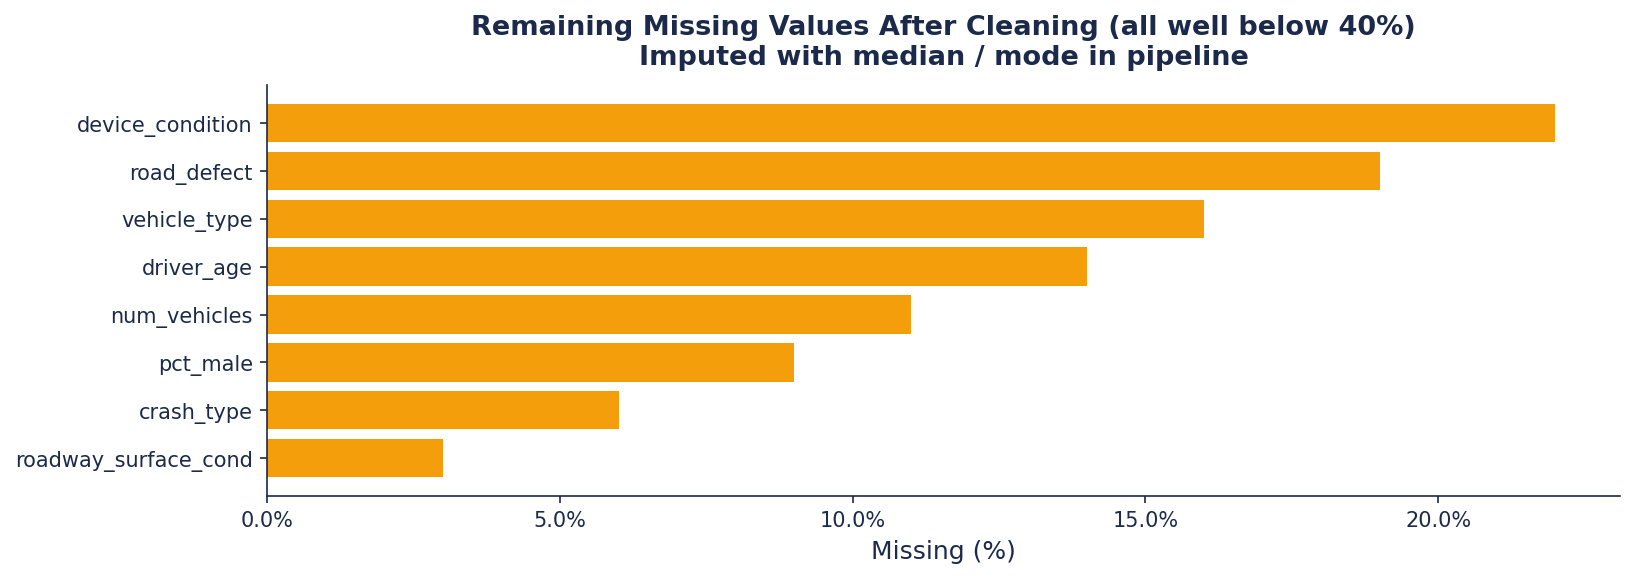 Remaining Missing Values After Cleaning (all well below 40%)
Imputed with median / mode in pipeline
device_condition
road_defect
vehicle_type
driver_age
num_vehicles
pct_male
crash_type
roadway_surface_cond
0.0% 5.0% 10.0% 15.0% 20.0%
Missing (%)